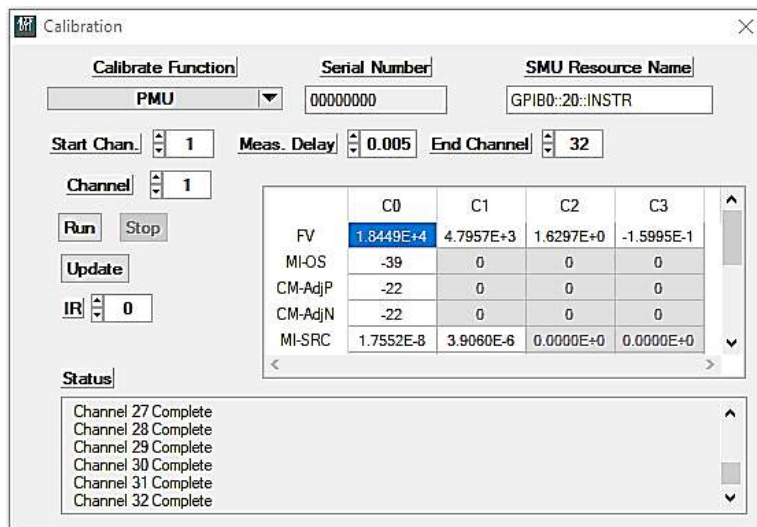 Calibration
Calibrate Function Serial Number SMU Resource Name
PMU 00000000 GPIB0::20::INSTR
Start Chan. 1 Meas. Delay 0.005 End Channel 32
Channel 1
C0 C1 C2 C3
Run Stop
FV 1.8449E+4 4.7957E+3 1.6297E+0 -1.5995E-1
MI-OS -39 0 0 0
Update
CM-AdjP -22 0 0 0
CM-AdjN -22 0 0 0
IR 0
MI-SRC 1.7552E-8 3.9060E-6 0.0000E+0 0.0000E+0
Status
Channel 27 Complete
Channel 28 Complete
Channel 29 Complete
Channel 30 Complete
Channel 31 Complete
Channel 32 Complete